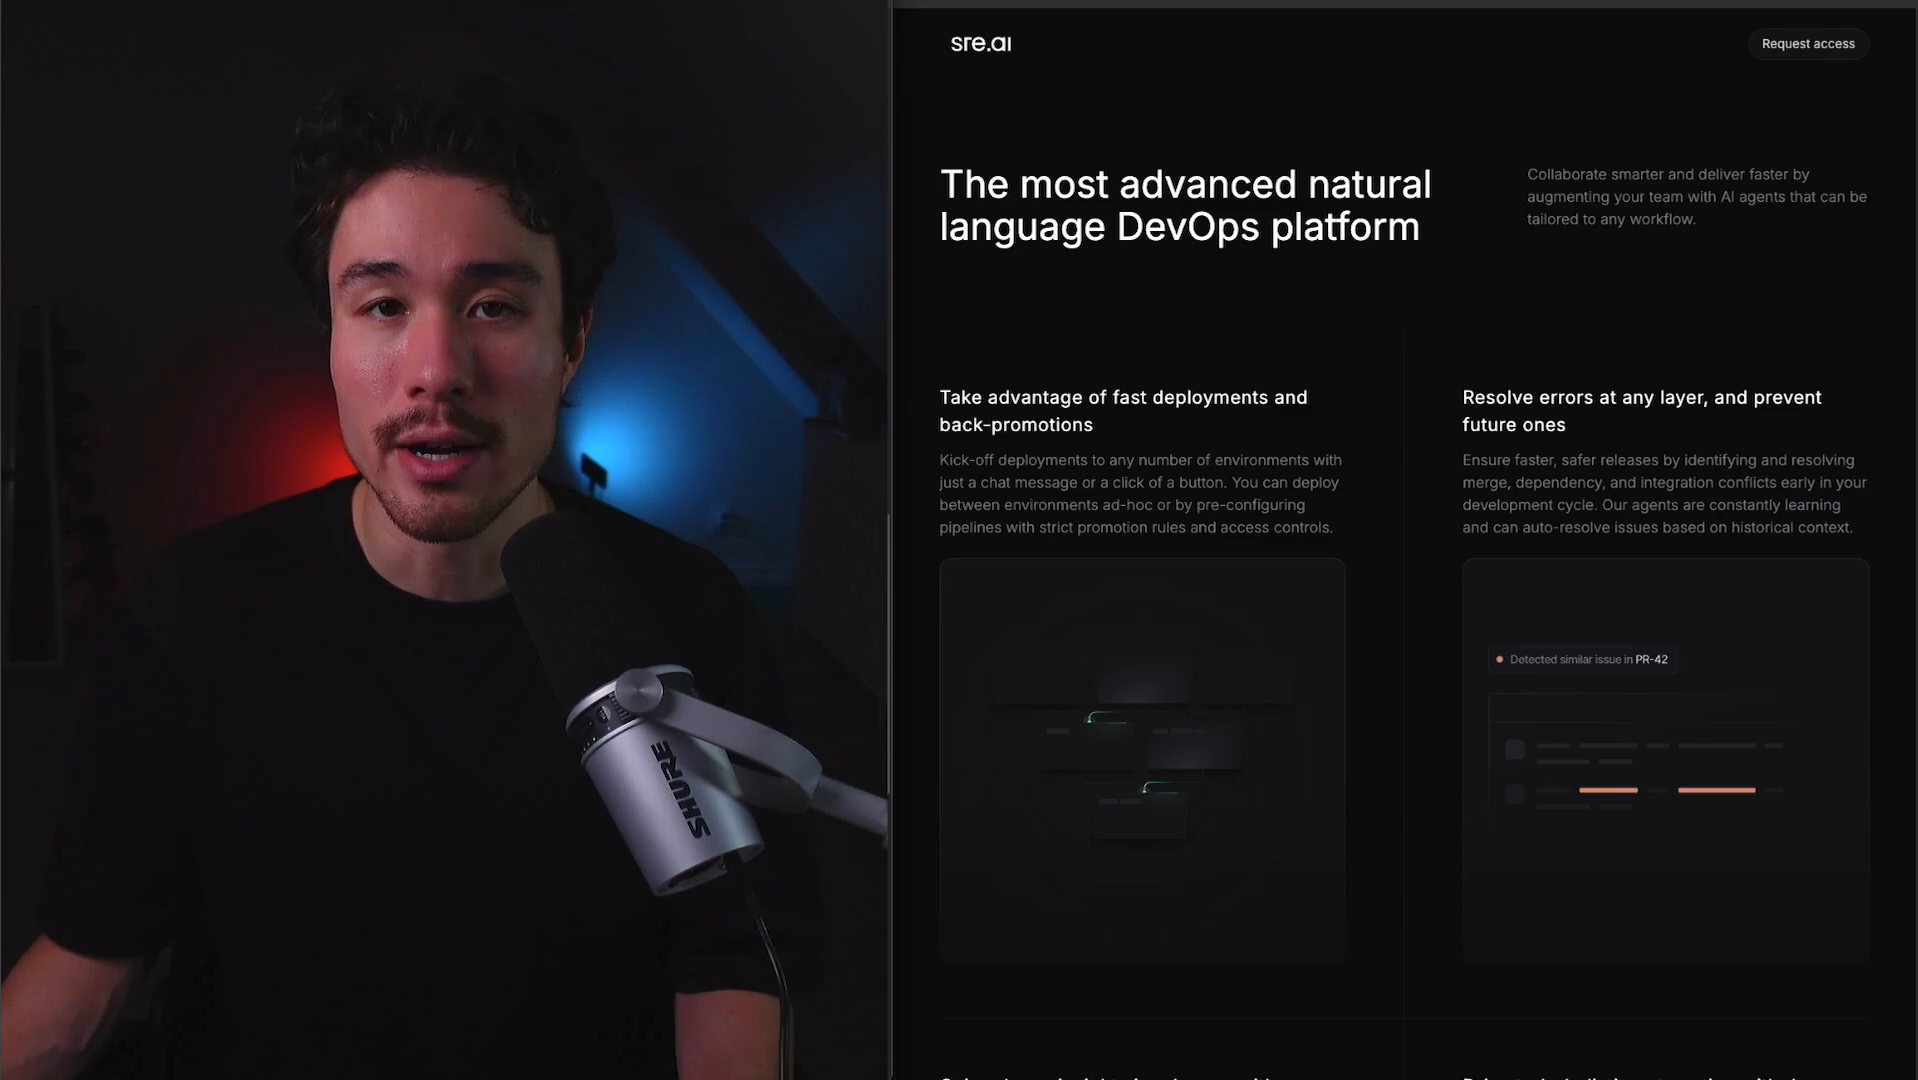 sre.ai
Request access
The most advanced natural
language DevOps platform
Collaborate smarter and deliver faster by
augmenting your team with AI agents that can be
tailored to any workflow.
Take advantage of fast deployments and
back-promotions
Kick-off deployments to any number of environments with
just a chat message or a click of a button. You can deploy
between environments ad-hoc or by pre-configuring
pipelines with strict promotion rules and access controls.
Resolve errors at any layer, and prevent
future ones
Ensure faster, safer releases by identifying and resolving
merge, dependency, and integration conflicts early in your
development cycle. Our agents are constantly learning
and can auto-resolve issues based on historical context.
Detected similar issue in PR-42
SHURE